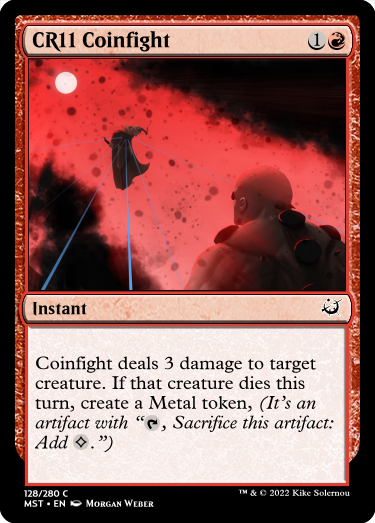 CR11 Coinfight 1
Instant
Coinfight deals 3 damage to target
creature. If that creature dies this
turn, create a Metal token, (It's an
artifact with “, Sacrifice this artifact:
Add .”)
128/280 C
MST • EN Morgan Weber
™ & © 2022 Kike Solernou